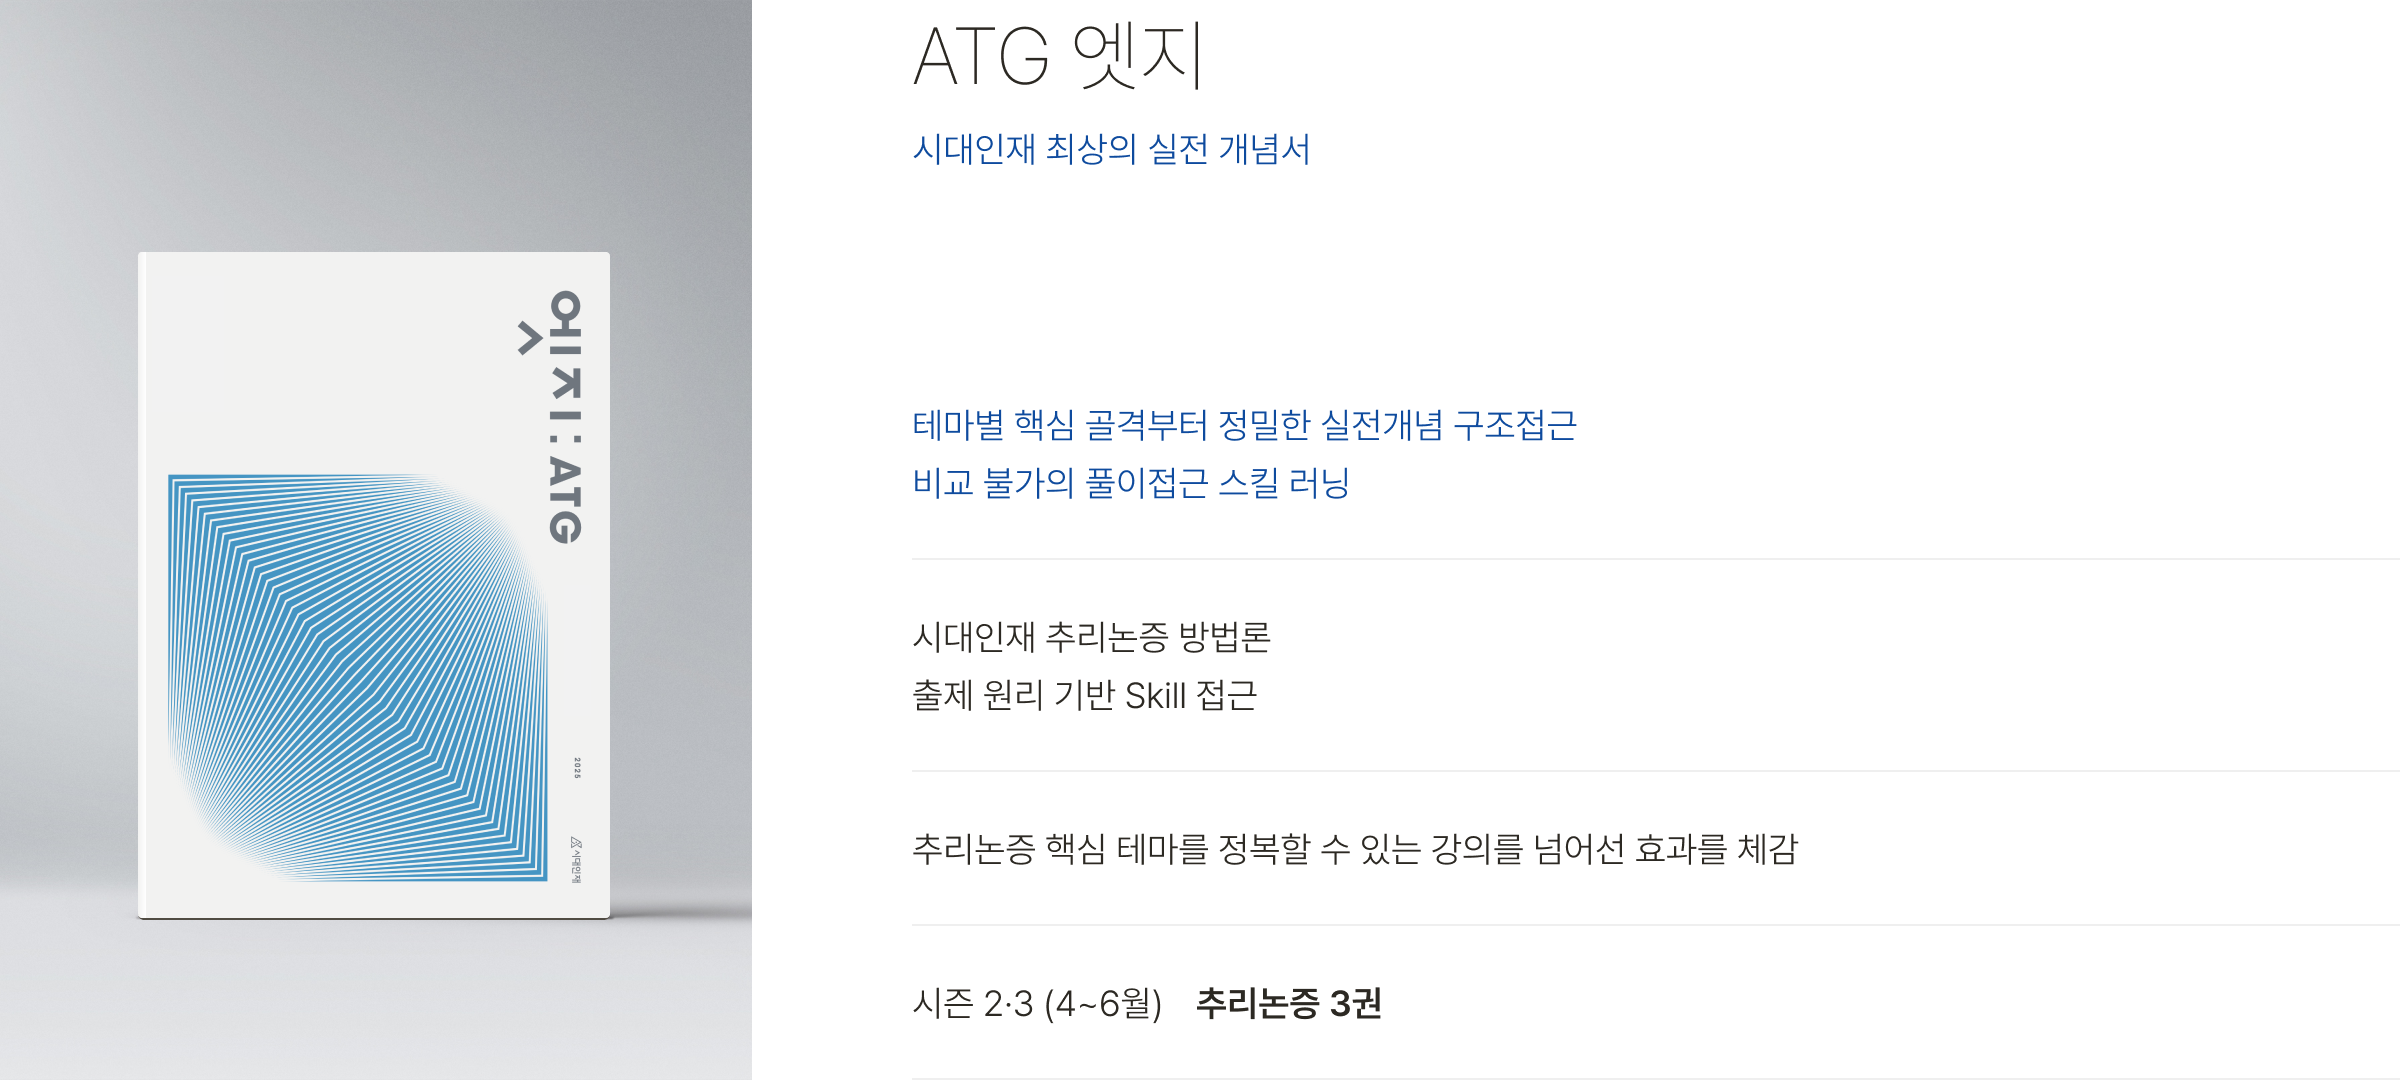 엣지: ATG
2025
시대인재
ATG 엣지
시대인재 최상의 실전 개념서
테마별 핵심 골격부터 정밀한 실전개념 구조접근
비교 불가의 풀이접근 스킬 러닝
시대인재 추리논증 방법론
출제 원리 기반 Skill 접근
추리논증 핵심 테마를 정복할 수 있는 강의를 넘어선 효과를 체감
시즌 2·3 (4~6월) 추리논증 3권